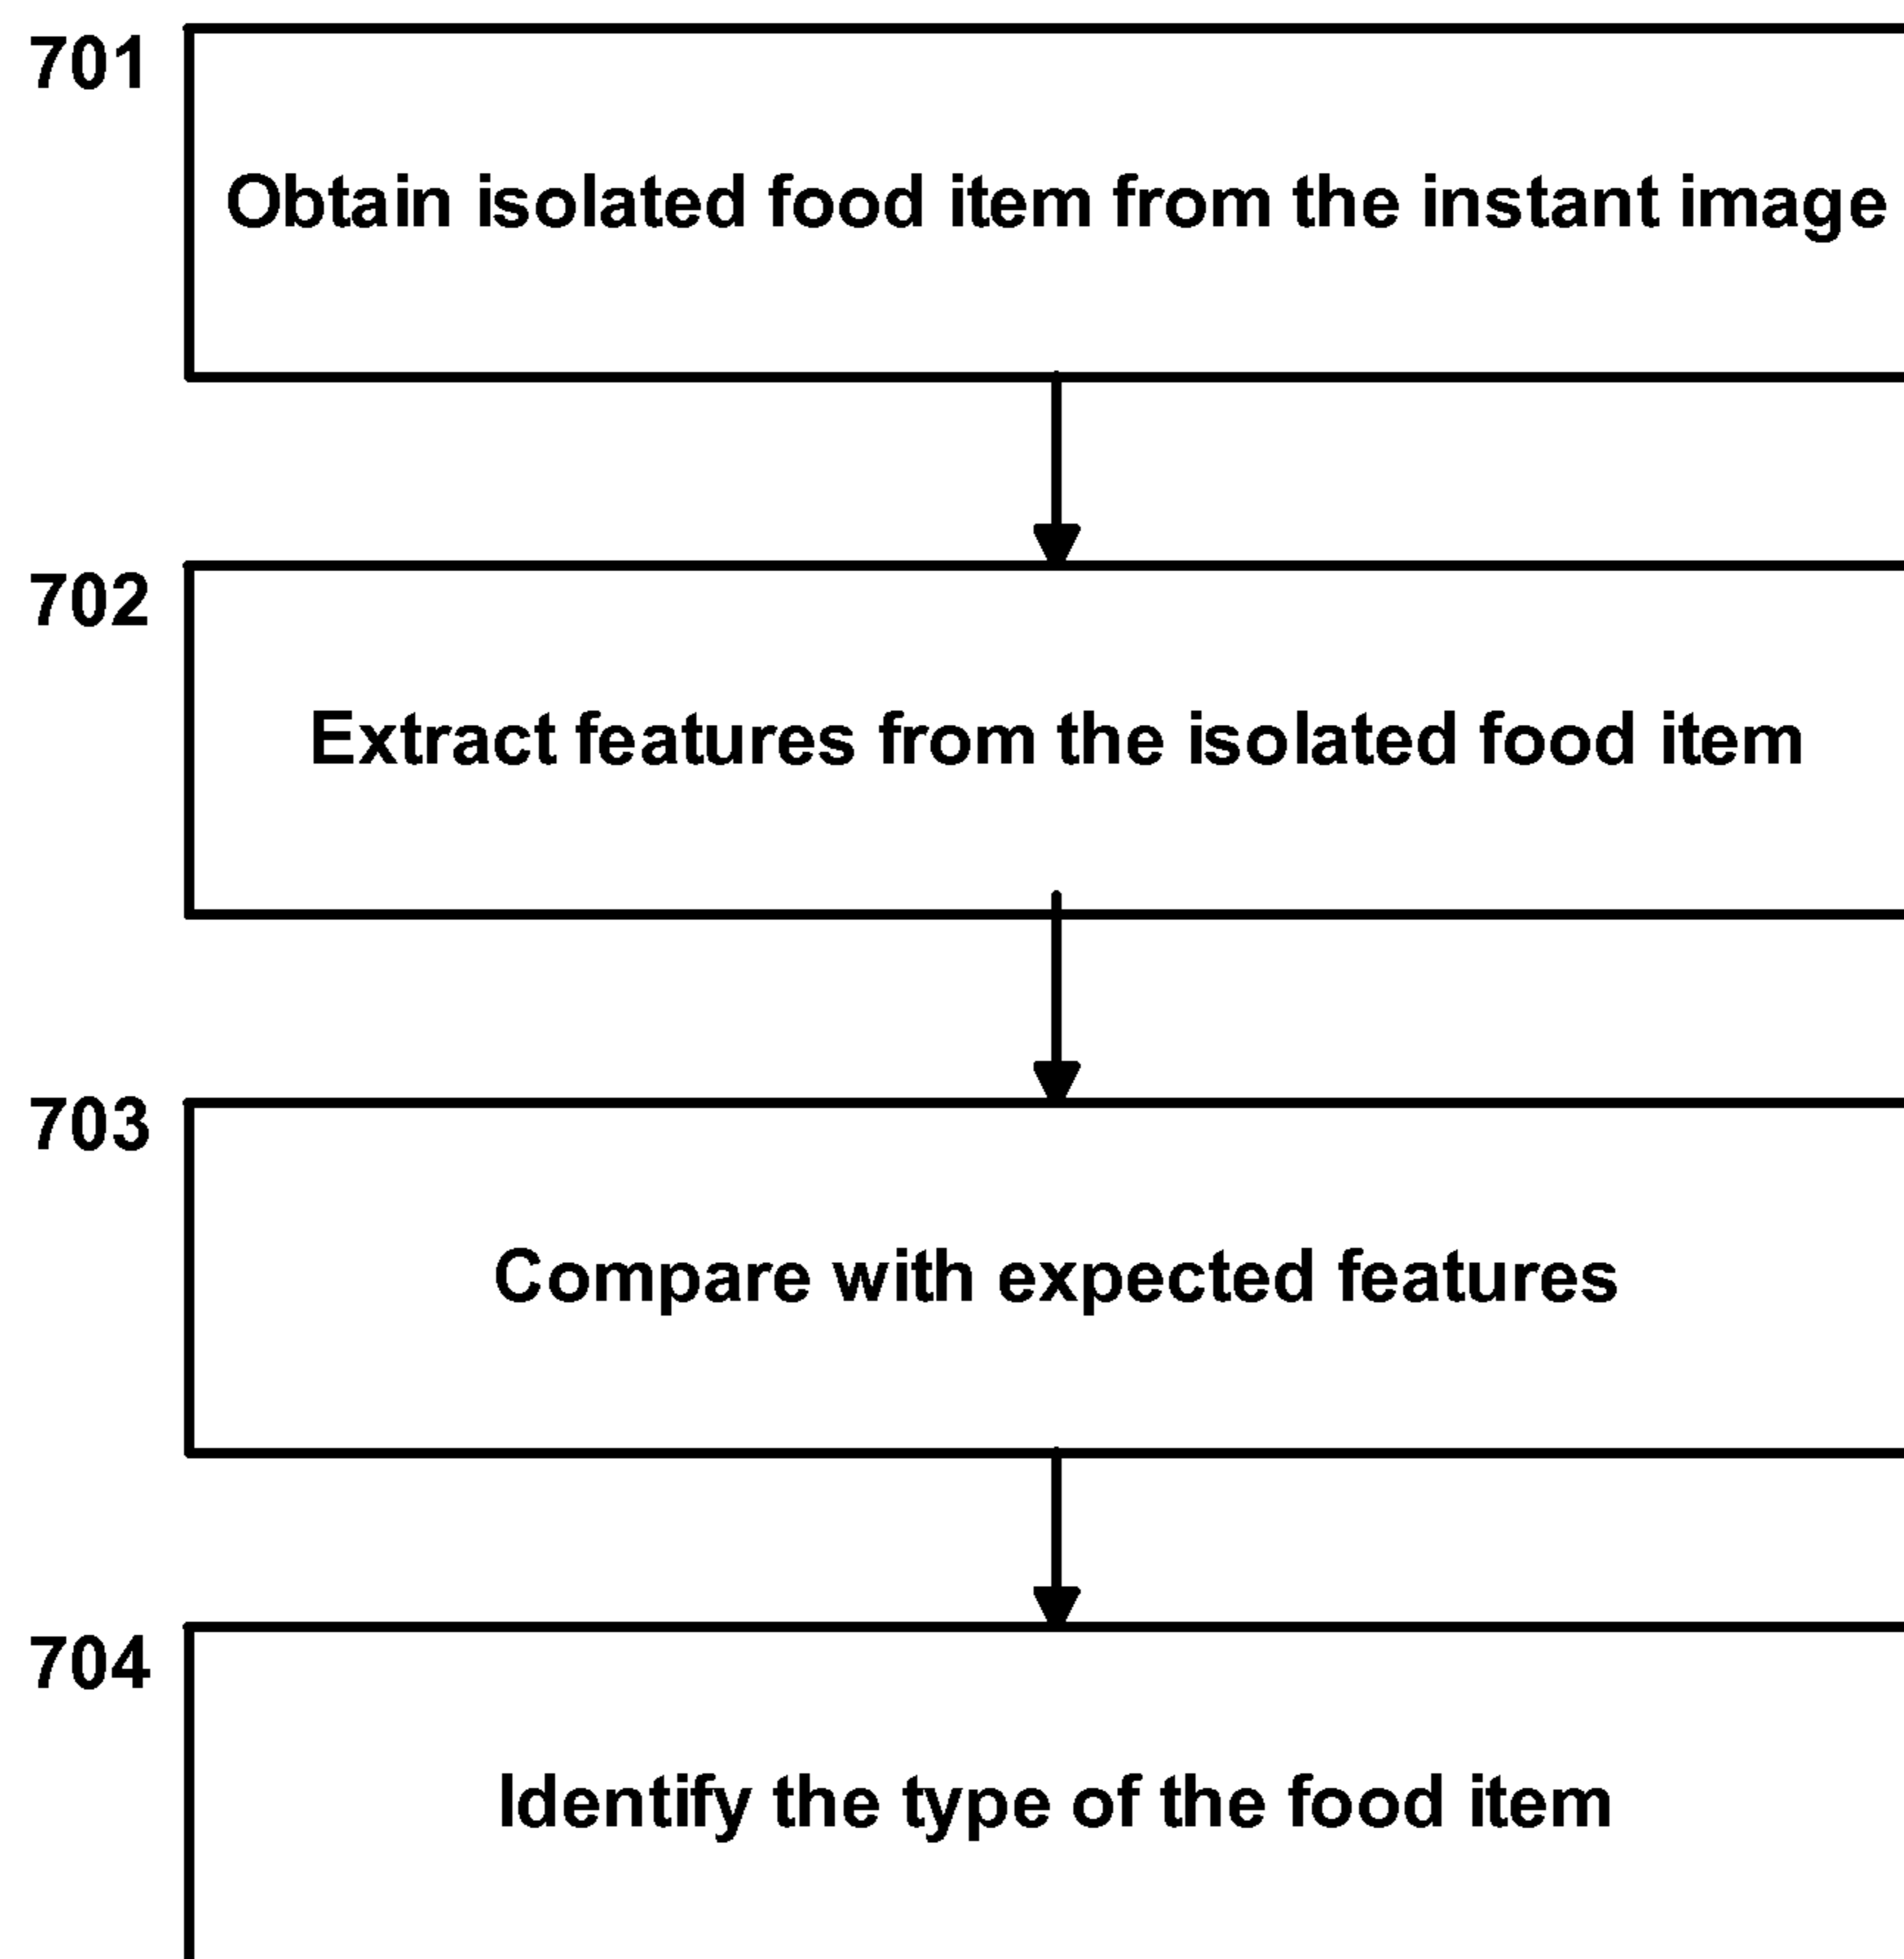 701
Obtain isolated food item from the instant image
702
Extract features from the isolated food item
703
Compare with expected features
704
Identify the type of the food item